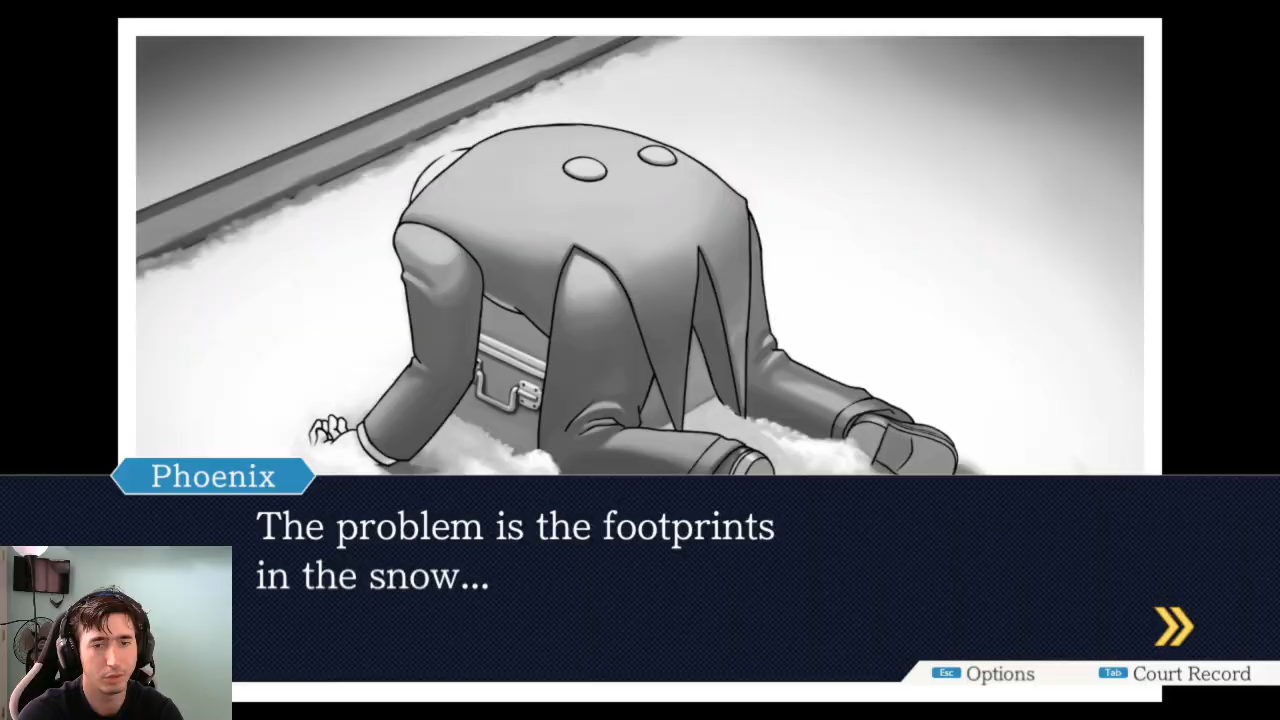 Phoenix
The problem is the footprints
in the snow...
Esc Options Tab Court Record